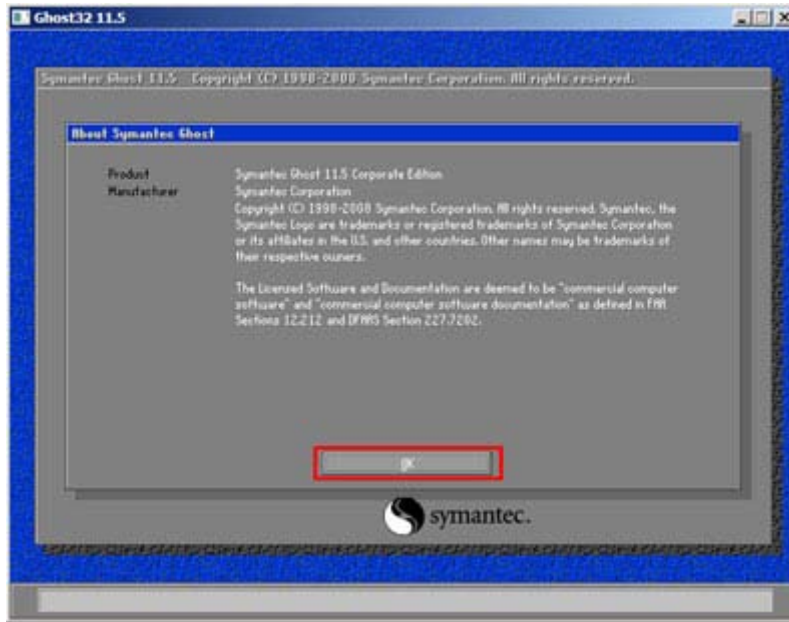 Ghost32 11.5
Symantec Ghost 11.5 Copyright (C) 1998-2008 Symantec Corporation. All rights reserved.
About Symantec Ghost
Product Symantec Ghost 11.5 Corporate Edition
Manufacturer Symantec Corporation
Copyright (C) 1998-2008 Symantec Corporation. All rights reserved. Symantec, the
Symantec Logo are trademarks or registered trademarks of Symantec Corporation
or its affiliates in the U.S. and other countries. Other names may be trademarks of
their respective owners.
The Licensed Software and Documentation are deemed to be "commercial computer
software" and "commercial computer software documentation" as defined in FAR
Sections 12.212 and DFARS Section 227.7202.
OK
symantec.